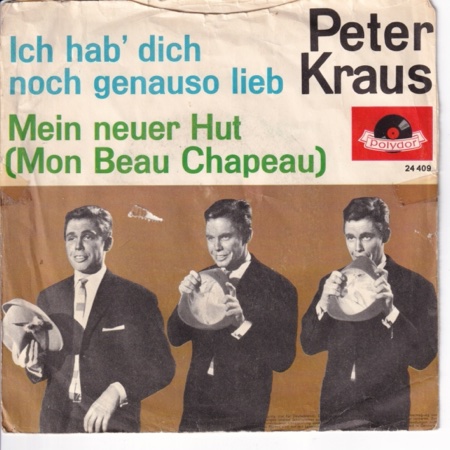 Ich hab' dich
noch genauso lieb
Peter
Kraus
Mein neuer Hut
(Mon Beau Chapeau)
Polydor
24 409